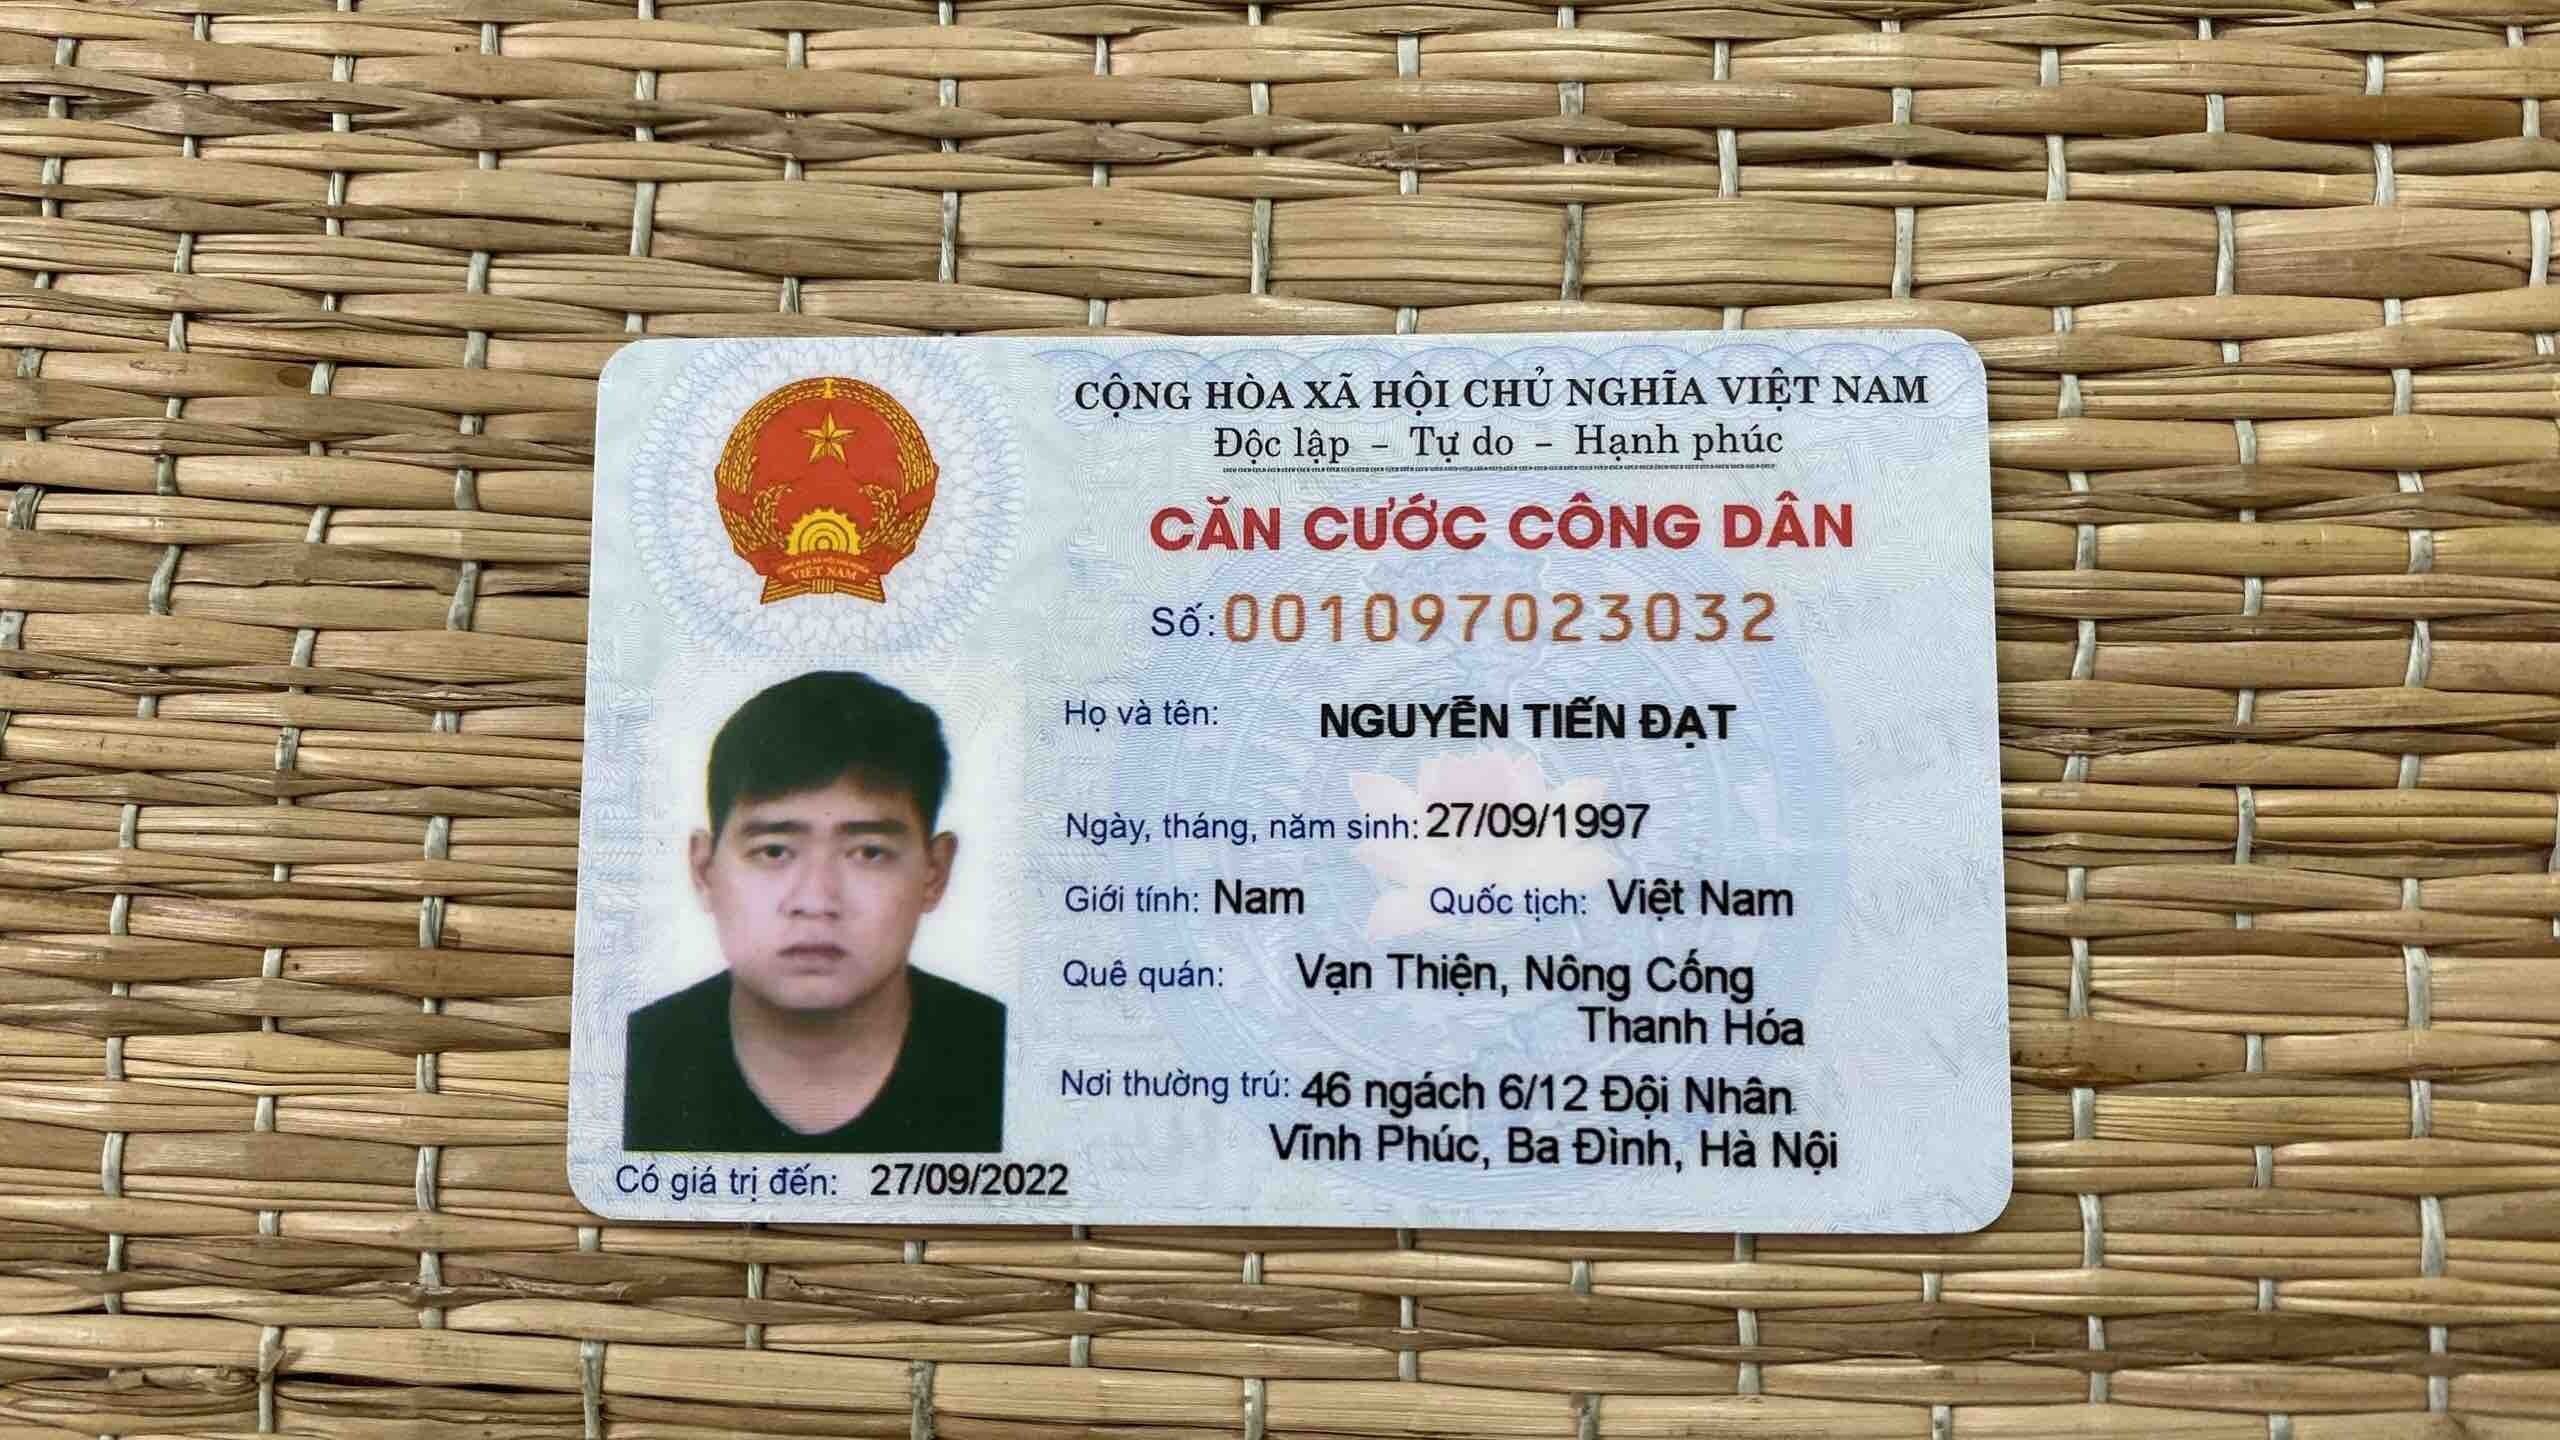 CỘNG HÒA XÃ HỘI CHỦ NGHĨA VIỆT NAM
Độc lập - Tự do - Hạnh phúc
CĂN CƯỚC CÔNG DÂN
Số: 001097023032
Họ và tên: NGUYỄN TIẾN ĐẠT
Ngày, tháng, năm sinh: 27/09/1997
Giới tính: Nam Quốc tịch: Việt Nam
Quê quán: Vạn Thiện, Nông Cống
Thanh Hóa
Nơi thường trú: 46 ngách 6/12 Đội Nhân
Vĩnh Phúc, Ba Đình, Hà Nội
Có giá trị đến: 27/09/2022
VIỆT NAM